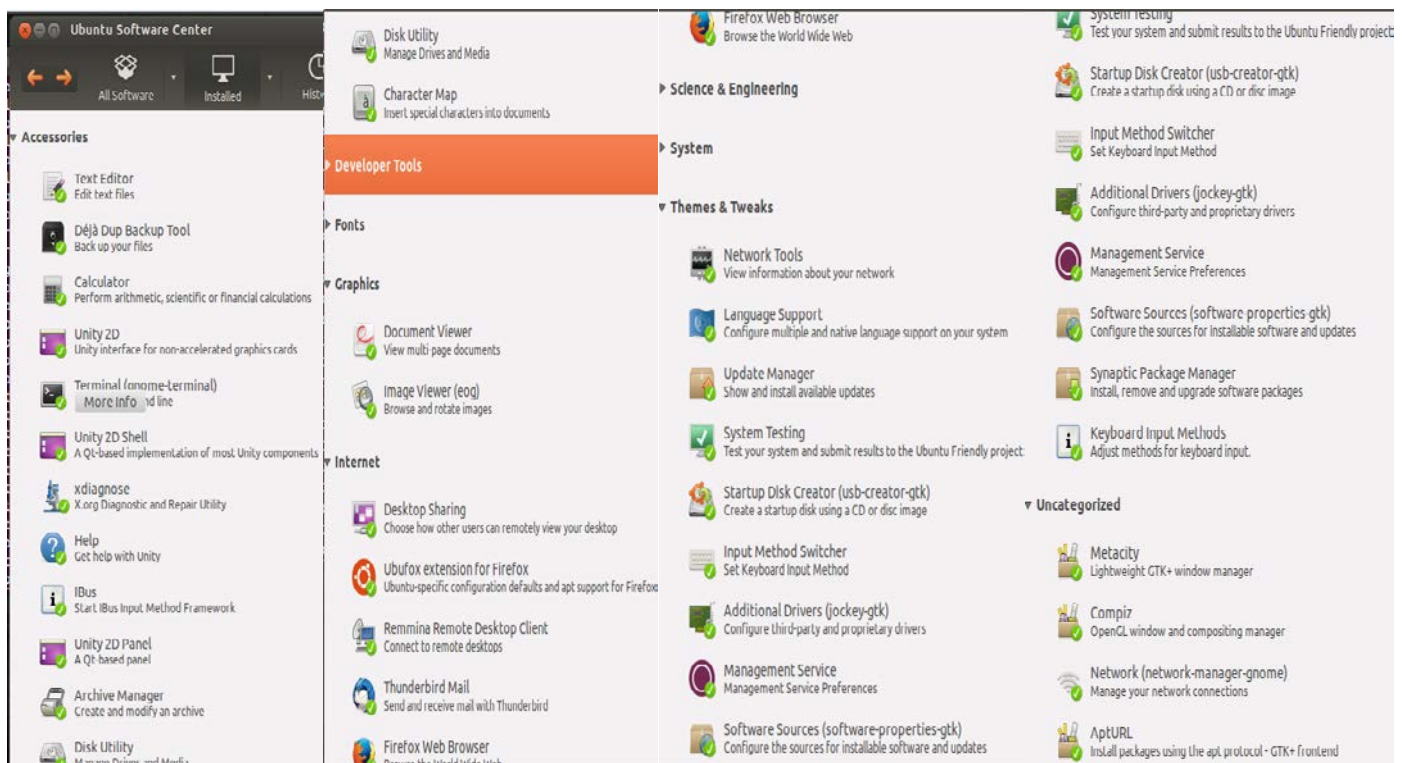 Ubuntu Software Center
All Software
Installed
Hist
Accessories
Text Editor
Edit text files
Déjà Dup Backup Tool
Back up your files
Calculator
Perform arithmetic, scientific or financial calculations
Unity 2D
Unity interface for non-accelerated graphics cards
Terminal (gnome-terminal)
More Info nd line
Unity 2D Shell
A Qt-based implementation of most Unity components
xdiagnose
X.org Diagnostic and Repair Utility
Help
Get help with Unity
IBus
Start IBus Input Method Framework
Unity 2D Panel
A Qt-based panel
Archive Manager
Create and modify an archive
Disk Utility
Manage Drives and Media
Disk Utility
Manage Drives and Media
Character Map
Insert special characters into documents
Developer Tools
Fonts
Graphics
Document Viewer
View multi-page documents
Image Viewer (eog)
Browse and rotate images
Internet
Desktop Sharing
Choose how other users can remotely view your desktop
Ubufox extension for Firefox
Ubuntu-specific configuration defaults and apt support for Firefox
Remmina Remote Desktop Client
Connect to remote desktops
Thunderbird Mail
Send and receive mail with Thunderbird
Firefox Web Browser
Browse the World Wide Web
Firefox Web Browser
Browse the World Wide Web
Science & Engineering
System
Themes & Tweaks
Network Tools
View information about your network
Language Support
Configure multiple and native language support on your system
Update Manager
Show and install available updates
System Testing
Test your system and submit results to the Ubuntu Friendly project
Startup Disk Creator (usb-creator-gtk)
Create a startup disk using a CD or disc image
Input Method Switcher
Set Keyboard Input Method
Additional Drivers (jockey-gtk)
Configure third-party and proprietary drivers
Management Service
Management Service Preferences
Software Sources (software-properties-gtk)
Configure the sources for installable software and updates
System Testing
Test your system and submit results to the Ubuntu Friendly project
Startup Disk Creator (usb-creator-gtk)
Create a startup disk using a CD or disc image
Input Method Switcher
Set Keyboard Input Method
Additional Drivers (jockey-gtk)
Configure third-party and proprietary drivers
Management Service
Management Service Preferences
Software Sources (software-properties-gtk)
Configure the sources for installable software and updates
Synaptic Package Manager
Install, remove and upgrade software packages
Keyboard Input Methods
Adjust methods for keyboard input.
Uncategorized
Metacity
Lightweight GTK+ window manager
Compiz
OpenGL window and compositing manager
Network (network-manager-gnome)
Manage your network connections
AptURL
Install packages using the apt protocol - GTK+ frontend